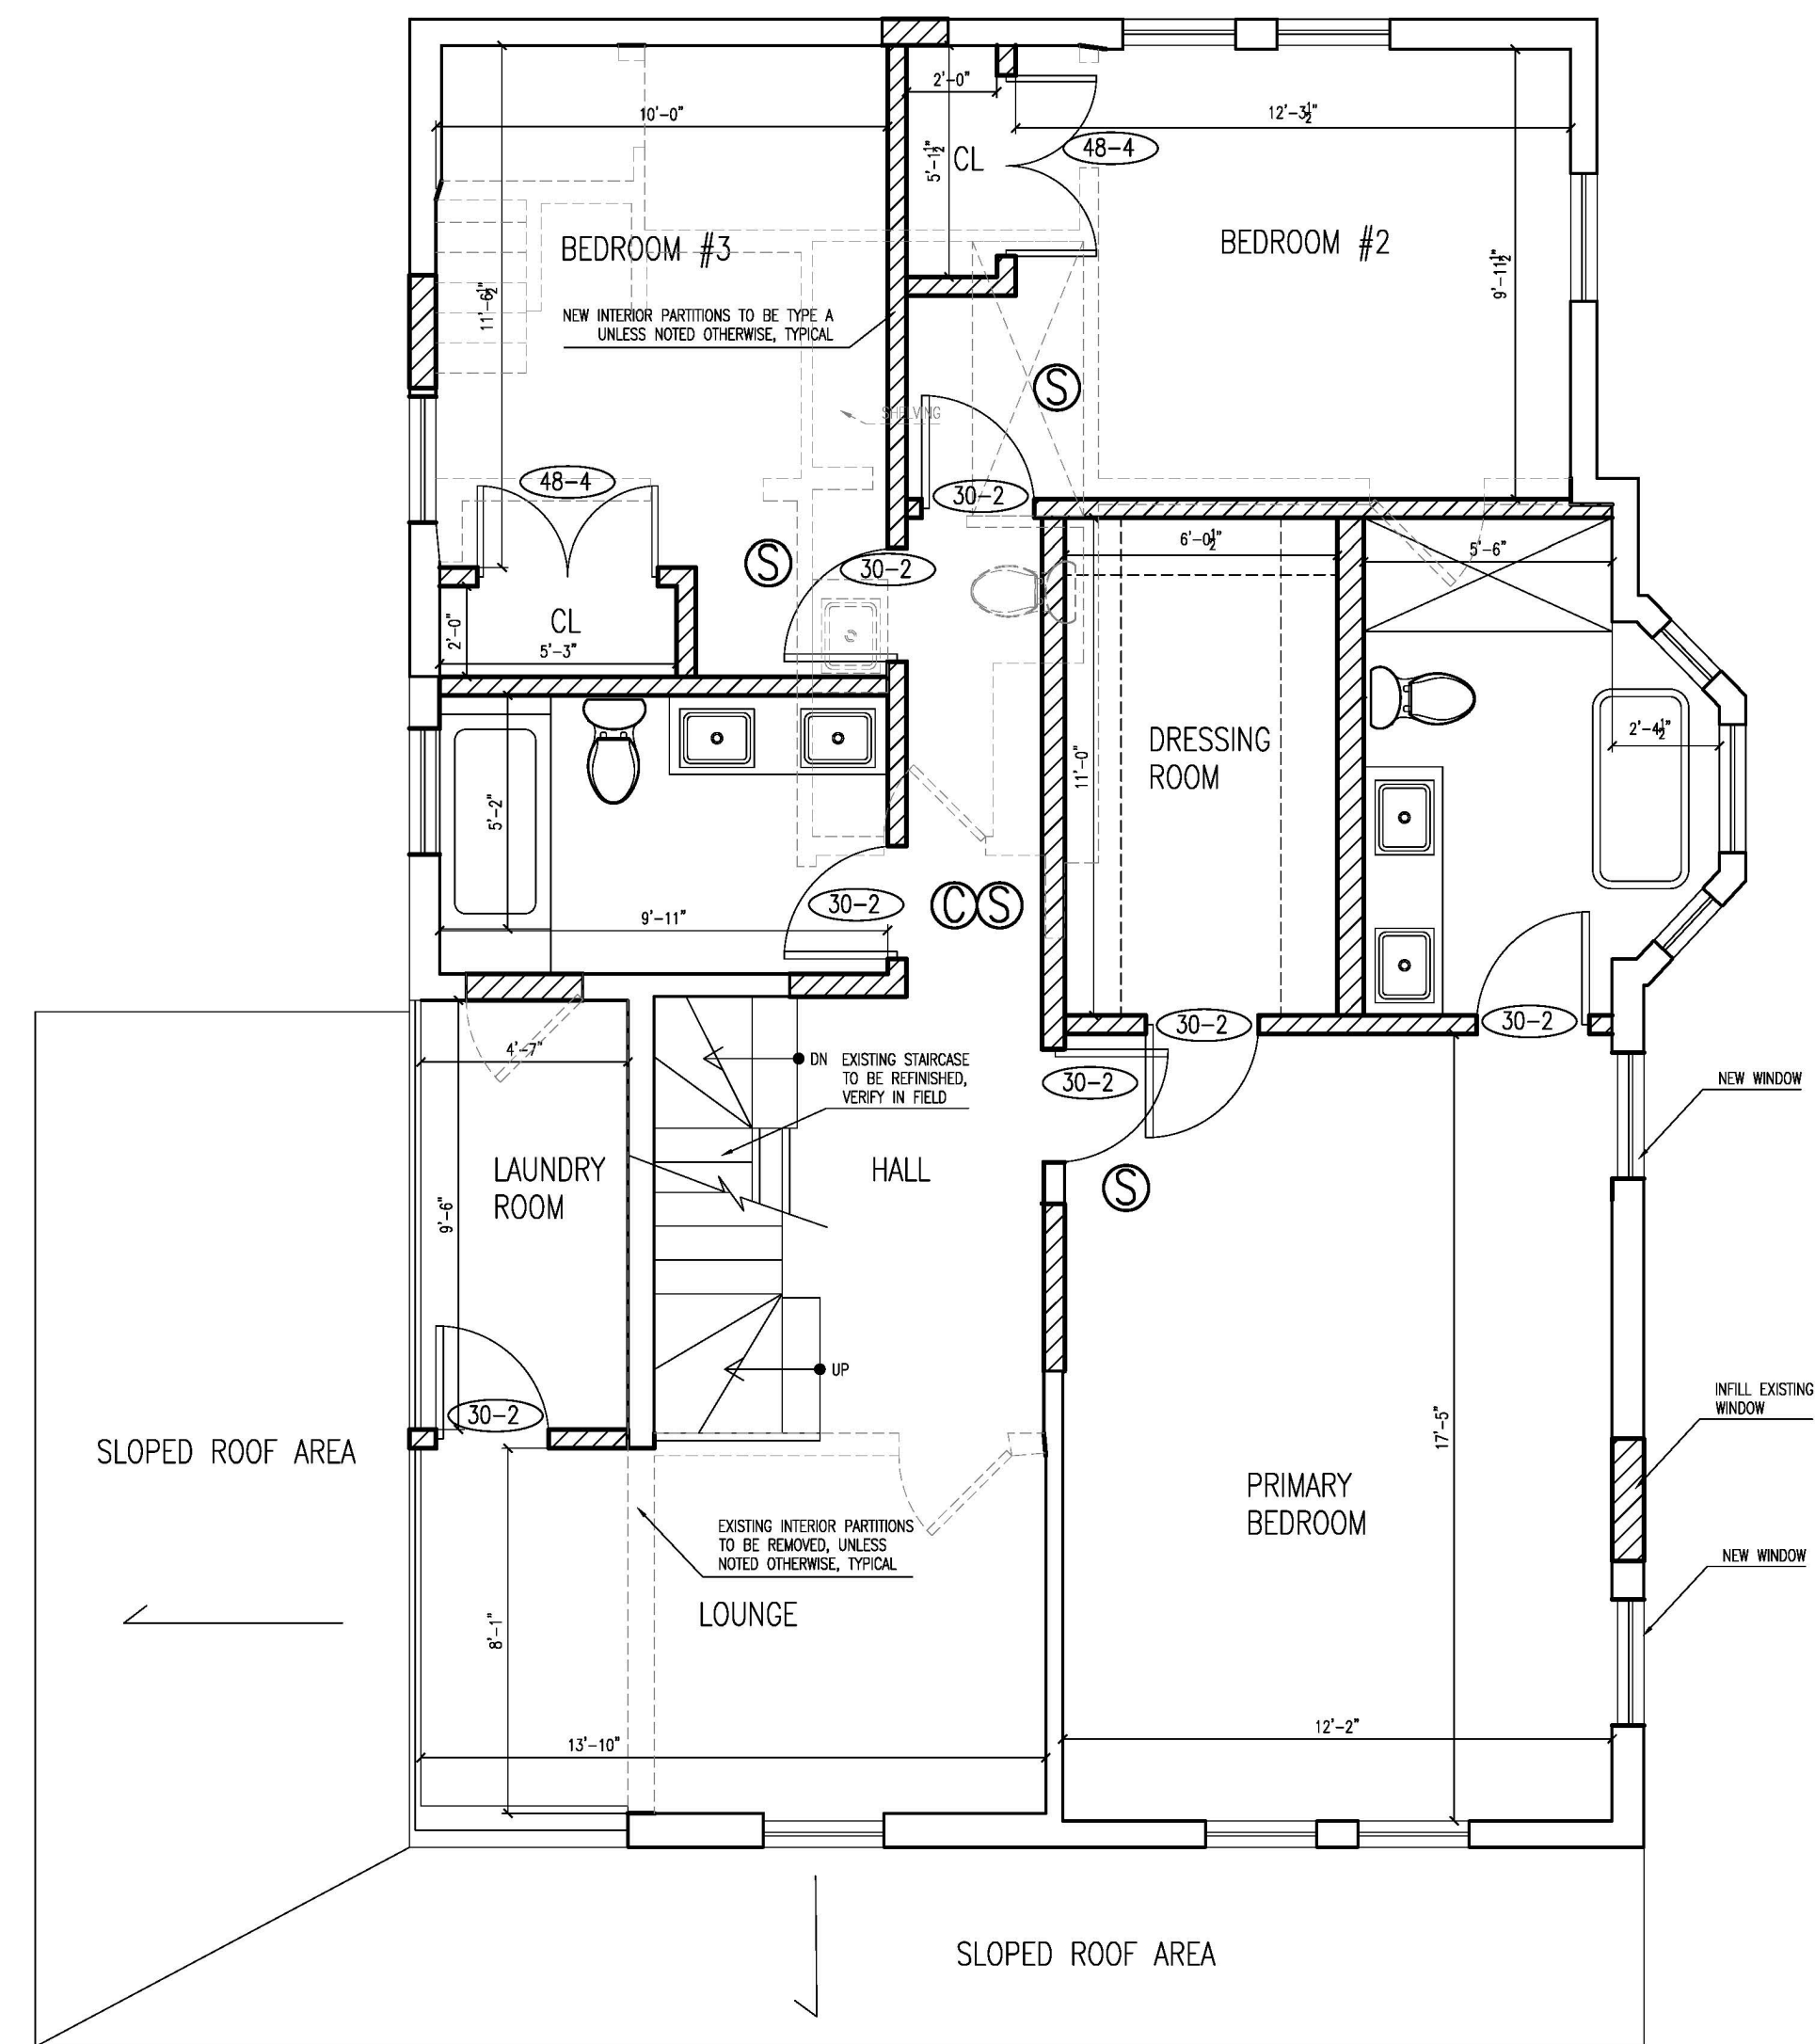 2'-0"
10'-0"
12'-3½"
48-4
5'-1½"
CL
BEDROOM #3
BEDROOM #2
11'-6½"
9'-11½"
NEW INTERIOR PARTITIONS TO BE TYPE A
UNLESS NOTED OTHERWISE, TYPICAL
S
SHELVING
48-4
30-2
S
30-2
6'-0½"
5'-6"
CL
2'-0"
5'-3"
DRESSING
ROOM
2'-4½"
11'-0"
5'-2"
30-2
C S
9'-11"
30-2
30-2
4'-7"
DN
EXISTING STAIRCASE
TO BE REFINISHED,
VERIFY IN FIELD
30-2
NEW WINDOW
LAUNDRY
ROOM
HALL
S
9'-6"
UP
INFILL EXISTING
WINDOW
30-2
17'-5"
SLOPED ROOF AREA
PRIMARY
BEDROOM
EXISTING INTERIOR PARTITIONS
TO BE REMOVED, UNLESS
NOTED OTHERWISE, TYPICAL
NEW WINDOW
LOUNGE
8'-1"
12'-2"
13'-10"
SLOPED ROOF AREA